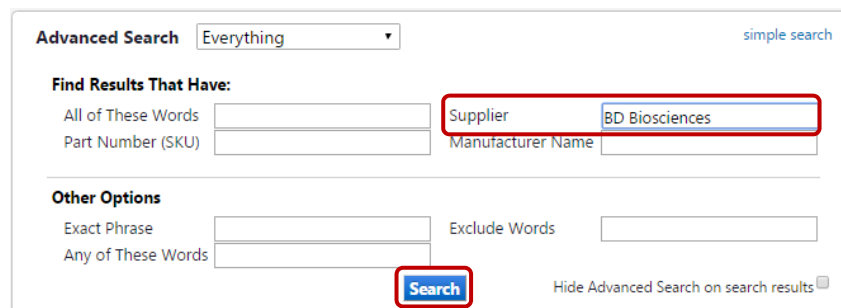 Advanced Search Everything simple search
Find Results That Have:
All of These Words Supplier BD Biosciences
Part Number (SKU) Manufacturer Name
Other Options
Exact Phrase Exclude Words
Any of These Words
Search Hide Advanced Search on search results